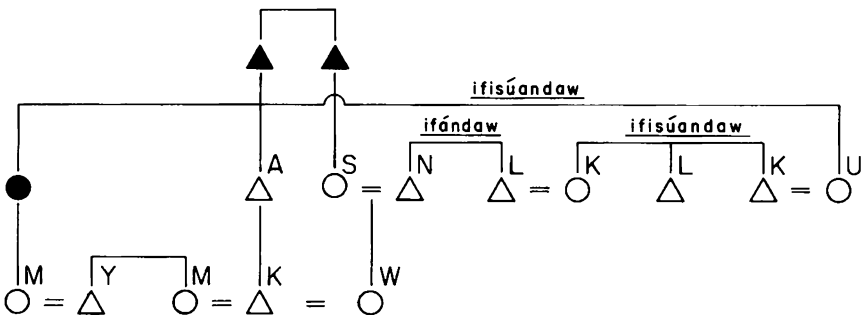 ifisúandaw
ifándaw ifisúandaw
A S N L K L K U
M Y M K W